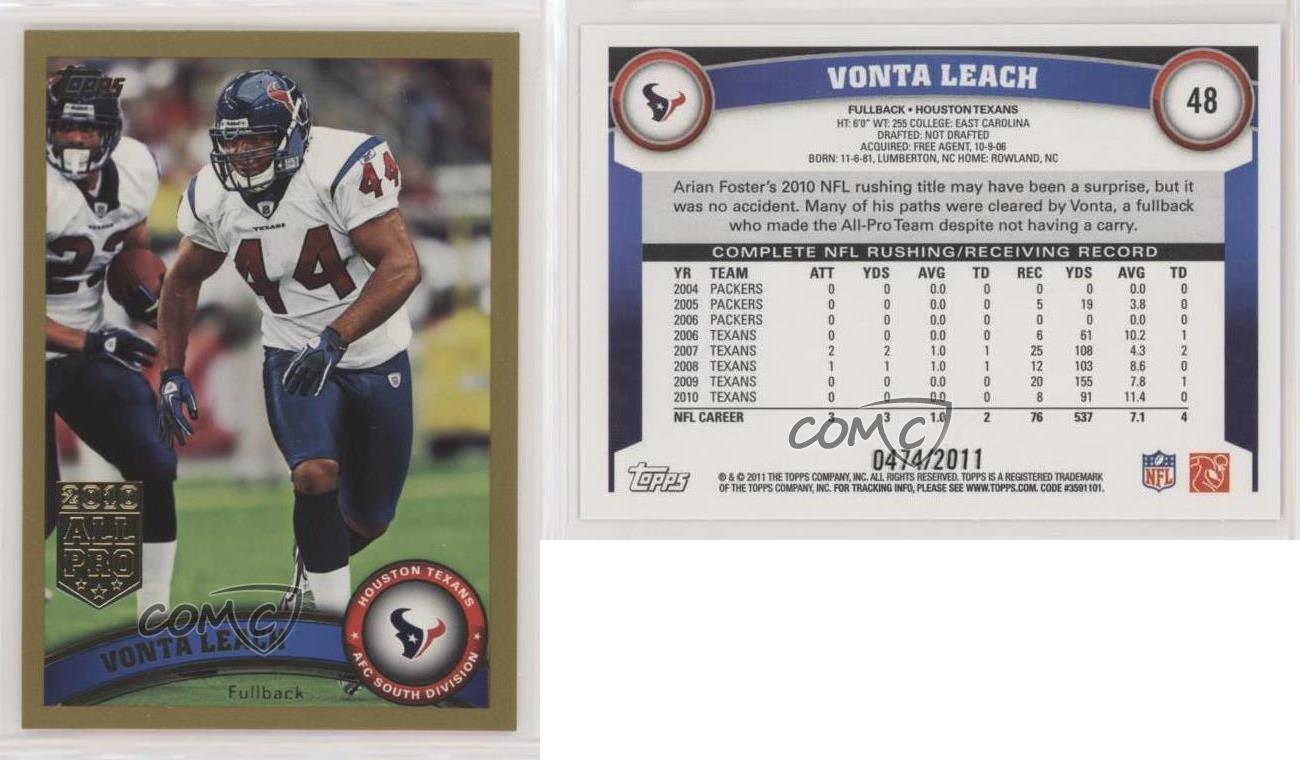 Topps
Riddell
44
23
TEXANS
TEXANS
44
2010
ALL
PRO
COMC
HOUSTON TEXANS
AFC SOUTH DIVISION
VONTA LEACH
Fullback
VONTA LEACH
48
FULLBACK • HOUSTON TEXANS
HT: 6'0" WT: 255 COLLEGE: EAST CAROLINA
DRAFTED: NOT DRAFTED
ACQUIRED: FREE AGENT, 10-9-06
BORN: 11-6-81, LUMBERTON, NC HOME: ROWLAND, NC
Arian Foster's 2010 NFL rushing title may have been a surprise, but it
was no accident. Many of his paths were cleared by Vonta, a fullback
who made the All-Pro Team despite not having a carry.
COMPLETE NFL RUSHING/RECEIVING RECORD
YR TEAM ATT YDS AVG TD REC YDS AVG TD
2004 PACKERS 0 0 0.0 0 0 0 0.0 0
2005 PACKERS 0 0 0.0 0 5 19 3.8 0
2006 PACKERS 0 0 0.0 0 0 0 0.0 0
2006 TEXANS 0 0 0.0 0 6 61 10.2 1
2007 TEXANS 2 2 1.0 1 25 108 4.3 2
2008 TEXANS 1 1 1.0 1 12 103 8.6 0
2009 TEXANS 0 0 0.0 0 20 155 7.8 1
2010 TEXANS 0 0 0.0 0 8 91 11.4 0
NFL CAREER 3 3 1.0 2 76 537 7.1 4
COMC
0474/2011
Topps
® & © 2011 THE TOPPS COMPANY, INC. ALL RIGHTS RESERVED. TOPPS IS A REGISTERED TRADEMARK
OF THE TOPPS COMPANY, INC. FOR TRACKING INFO, PLEASE SEE WWW.TOPPS.COM. CODE #3591101.
NFL